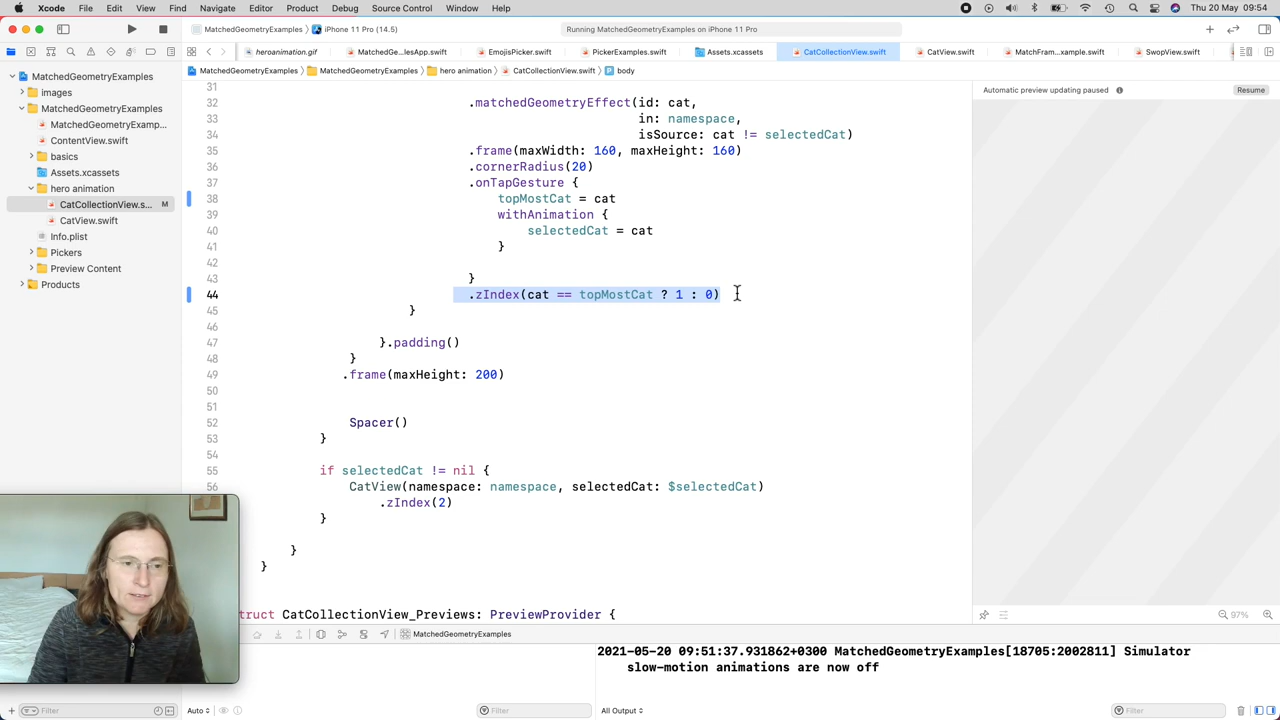 Xcode File Edit View Find Navigate Editor Product Debug Source Control Window Help Thu 20 May 09:54
MatchedGeometryExamples iPhone 11 Pro (14.5) Running MatchedGeometryExamples on iPhone 11 Pro
heroanimation.gif MatchedGe...lesApp.swift EmojisPicker.swift PickerExamples.swift Assets.xcassets CatCollectionView.swift CatView.swift MatchFram...xample.swift SwopView.swift
MatchedGeometryExamples MatchedGeometryExamples hero animation CatCollectionView.swift body
Automatic preview updating paused Resume
MatchedGeometryExamples
images
MatchedGeometryExamples
MatchedGeometryExamp...
ContentView.swift
basics
Assets.xcassets
hero animation
CatCollectionView.s... M
CatView.swift
Info.plist
Pickers
Preview Content
Products
31
32 .matchedGeometryEffect(id: cat,
33 in: namespace,
34 isSource: cat != selectedCat)
35 .frame(maxWidth: 160, maxHeight: 160)
36 .cornerRadius(20)
37 .onTapGesture {
38 topMostCat = cat
39 withAnimation {
40 selectedCat = cat
41 }
42
43 }
44 .zIndex(cat == topMostCat ? 1 : 0)
45 }
46
47 }.padding()
48 }
49 .frame(maxHeight: 200)
50
51
52 Spacer()
53 }
54
55 if selectedCat != nil {
56 CatView(namespace: namespace, selectedCat: $selectedCat)
.zIndex(2)
}
}
}
truct CatCollectionView_Previews: PreviewProvider {
97%
MatchedGeometryExamples
2021-05-20 09:51:37.931862+0300 MatchedGeometryExamples[18705:2002811] Simulator
slow-motion animations are now off
Filter Auto Filter All Output Filter